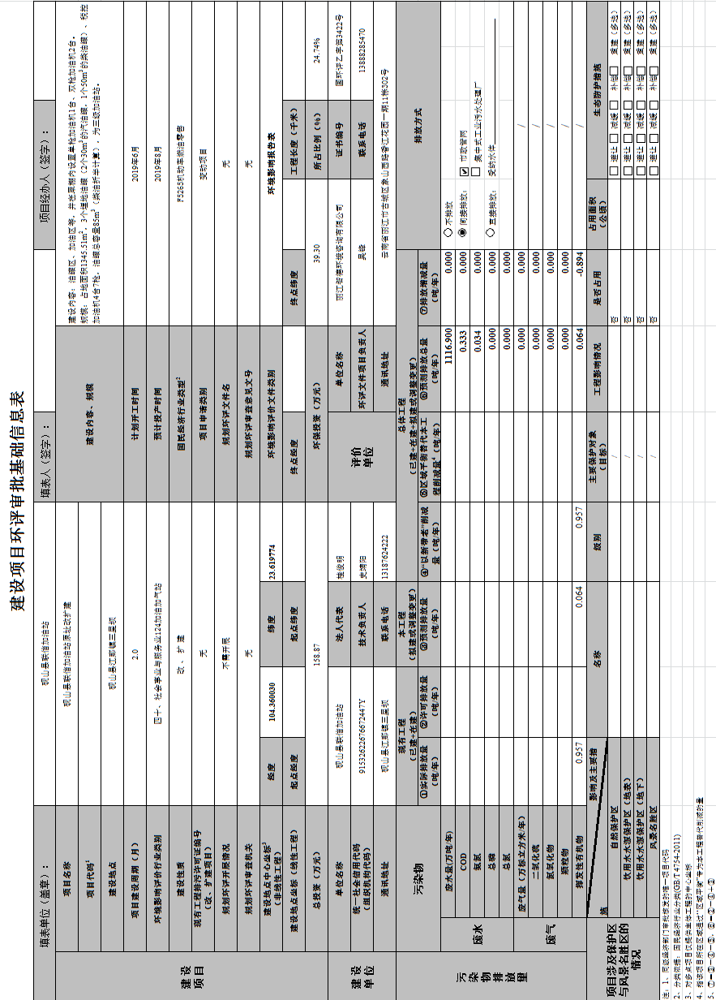 建设项目环评审批基础信息表
填表单位（盖章）： 砚山县联信加油站 填表人（签字）： 项目经办人（签字）：
建设项目
项目名称 砚山县联信加油站原址改扩建
项目代码1
建设地点 砚山县江那镇三星坝
建设内容、规模
建设内容：油罐区、加油区等，并在罩棚内设置单枪加油机1台、双枪加油机2台。
规模：占地面积1345.51m²，3个埋地油罐（2个30m³的汽油罐，1个50m³的柴油罐）、税控
加油机4台7枪，油罐总容量85m³（柴油折半计算），为三级加油站。
项目建设周期（月） 2.0 计划开工时间 2019年6月
环境影响评价行业类别 四十、社会事业与服务业124加油加气站 预计投产时间 2019年8月
建设性质 改、扩建 国民经济行业类型2 F5265机动车燃油零售
现有工程排污许可证编号（改、扩建项目） 无 项目申请类别 变动项目
规划环评开展情况 不需开展 规划环评文件名 无
规划环评审查机关 无 规划环评审查意见文号 无
建设地点中心坐标3（非线性工程） 经度 104.360030 纬度 23.619774 环境影响评价文件类别 环境影响报告表
建设地点坐标（线性工程） 起点经度 起点纬度 终点经度 终点纬度 工程长度（千米）
总投资（万元） 158.87 环保投资（万元） 39.30 所占比例（%） 24.74%
建设单位
单位名称 砚山县联信加油站 法人代表 桂俊明
评价单位
单位名称 丽江智德环境咨询有限公司 证书编号 国环评乙字第3422号
统一社会信用代码（组织机构代码） 91532622676672447Y 技术负责人 史靖阳 环评文件项目负责人 吴锋 联系电话 13888285470
通讯地址 砚山县江那镇三星坝 联系电话 13187624222 通讯地址 云南省丽江市古城区象山西路香江花园一期11栋302号
污染物排放量
污染物
现有工程（已建+在建）
本工程（拟建或调整变更）
总体工程（已建+在建+拟建或调整变更）
排放方式
①实际排放量（吨/年） ②许可排放量（吨/年） ③预测排放量（吨/年） ④“以新带老”削减量（吨/年） ⑤区域平衡替代本工程削减量4（吨/年） ⑥预测排放总量（吨/年） ⑦排放增减量（吨/年）
废水
废水量(万吨/年) 1116.900 0.000 ○不排放
COD 0.333 0.000 ◉间接排放： ☑市政管网
氨氮 0.034 0.000 □集中式工业污水处理厂
总磷 0.000 0.000 ○直接排放： 受纳水体
总氮 0.000 0.000
废气
废气量（万标立方米/年） 0.000 0.000 /
二氧化硫 0.000 0.000 /
氮氧化物 0.000 0.000 /
颗粒物 0.000 0.000 /
挥发性有机物 0.957 0.064 0.957 0.064 -0.894 /
项目涉及保护区与风景名胜区的情况
影响及主要措施
名称 级别 主要保护对象（目标） 工程影响情况 是否占用 占用面积（公顷） 生态防护措施
自然保护区 / 否 □避让 □减缓 □补偿 □重建（多选）
饮用水水源保护区（地表） / 否 □避让 □减缓 □补偿 □重建（多选）
饮用水水源保护区（地下） / 否 □避让 □减缓 □补偿 □重建（多选）
风景名胜区 / 否 □避让 □减缓 □补偿 □重建（多选）
注：1、同级经济部门审批核发的唯一项目代码
2、分类依据：国民经济行业分类(GB/T 4754-2011)
3、对多点项目仅提供主体工程的中心坐标
4、指该项目所在区域通过“区域平衡”专为本工程替代削减的量
5、⑦=③-④-⑤，⑥=②-④+③